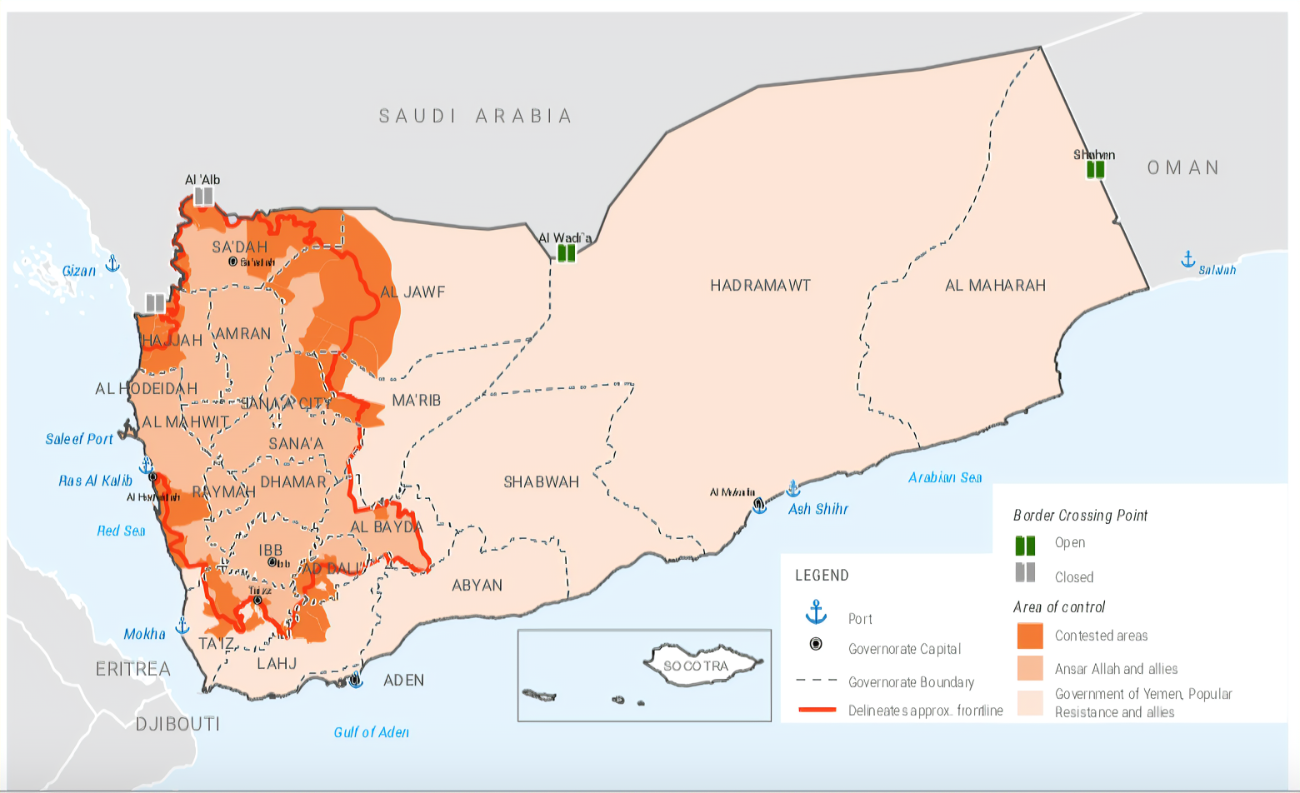 SAUDI ARABIA
Shahen
OMAN
Al 'Alb
Al Wadi'a
SA'DAH
Sa'adah
Gizan
Salalah
AL JAWF
HADRAMAWT
AL MAHARAH
HAJJAH
AMRAN
AL HODEIDAH
SANA'A CITY
MA'RIB
AL MAHWIT
Saleef Port
SANA'A
Ras Al Kalib
DHAMAR
SHABWAH
Arabian Sea
RAYMAH
Al Mukalla
Ash Shihr
Red Sea
AL BAYDA
IBB
Ibb
AD DALI'
ABYAN
Taizz
Mokha
TA'IZ
LAHJ
ERITREA
ADEN
SOCOTRA
DJIBOUTI
Gulf of Aden
LEGEND
Port
Governorate Capital
Governorate Boundary
Delineates approx. frontline
Border Crossing Point
Open
Closed
Area of control
Contested areas
Ansar Allah and allies
Government of Yemen, Popular
Resistance and allies